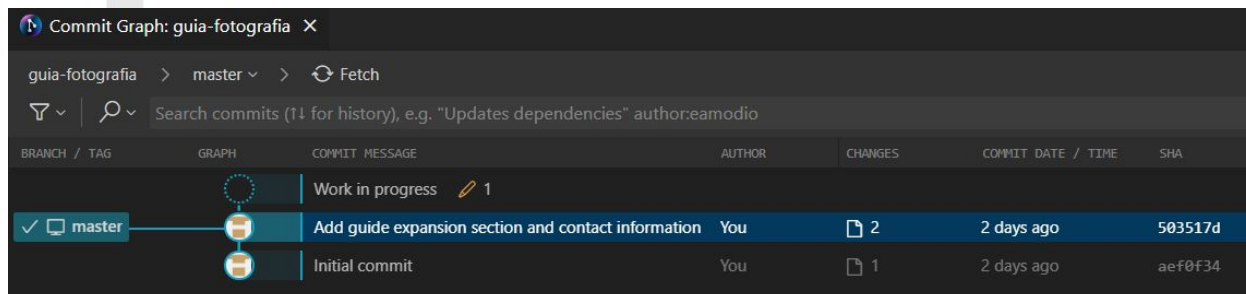 Commit Graph: guia-fotografia
guia-fotografia > master > Fetch
Search commits (↑↓ for history), e.g. "Updates dependencies" author:eamodio
BRANCH / TAG GRAPH COMMIT MESSAGE AUTHOR CHANGES COMMIT DATE / TIME SHA
Work in progress 1
master Add guide expansion section and contact information You 2 2 days ago 503517d
Initial commit You 1 2 days ago aef0f34